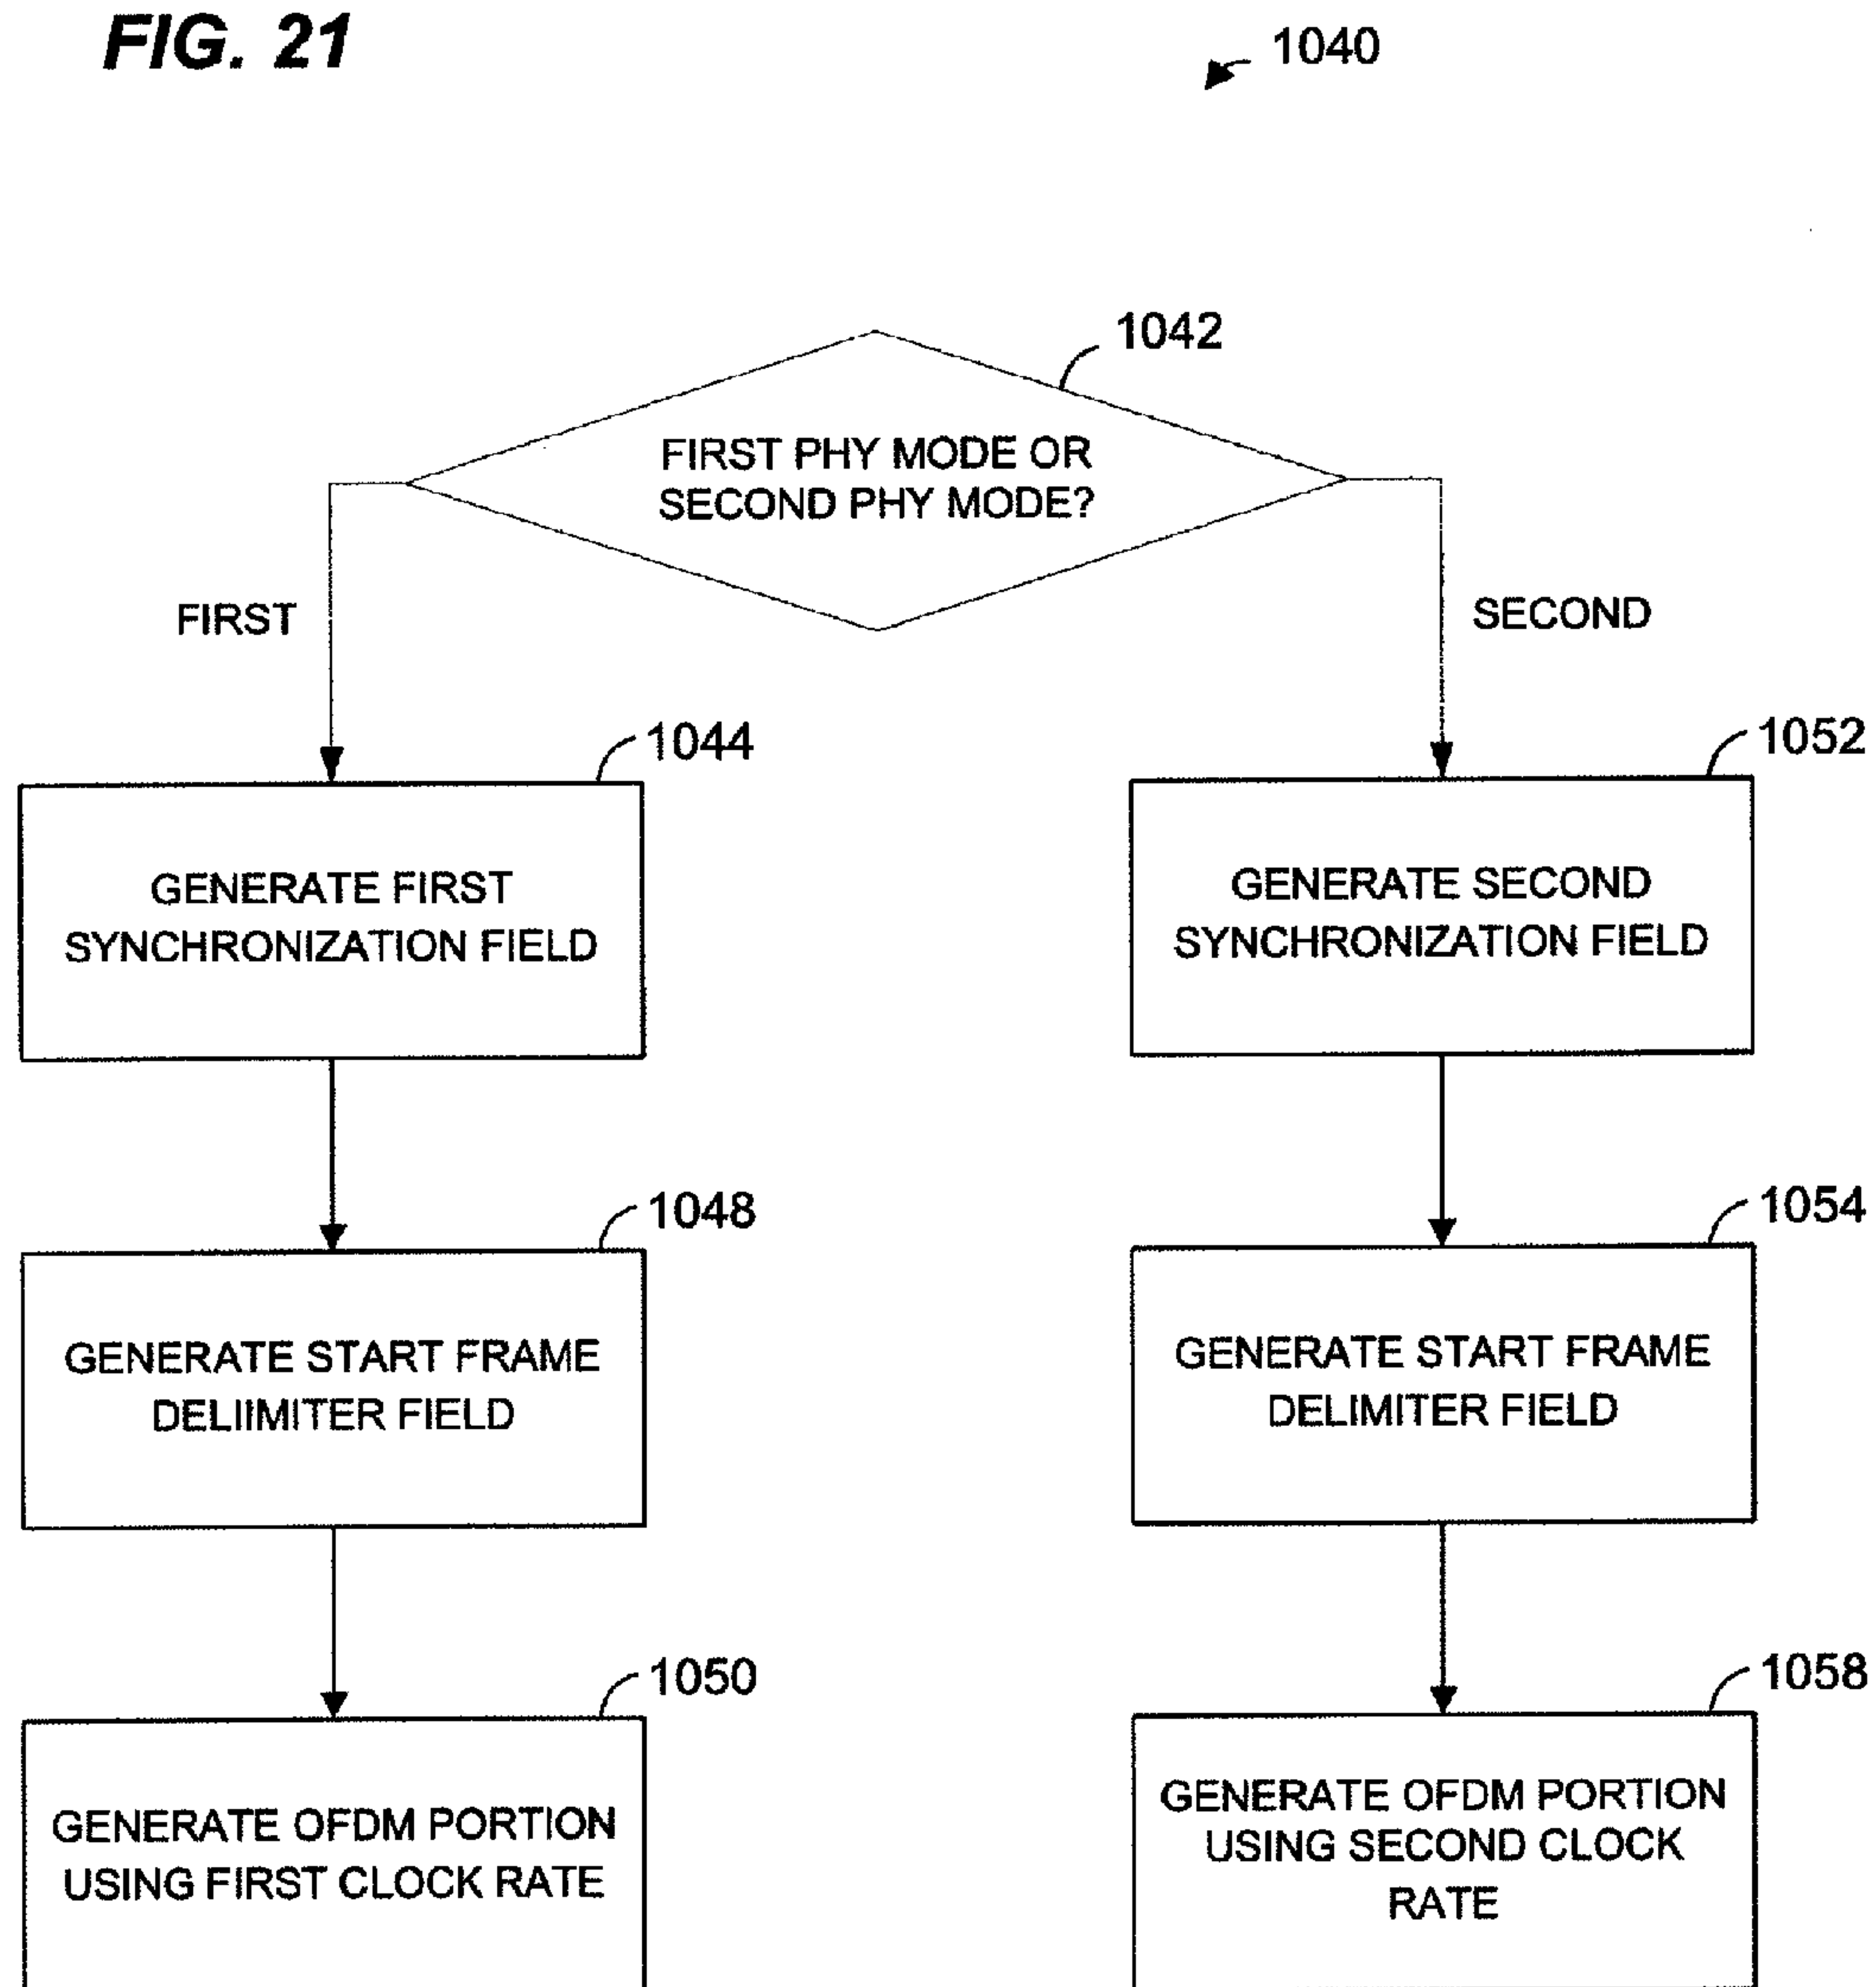 FIG. 21
1040
1042
FIRST PHY MODE OR
SECOND PHY MODE?
FIRST
SECOND
1044
GENERATE FIRST
SYNCHRONIZATION FIELD
1052
GENERATE SECOND
SYNCHRONIZATION FIELD
1048
GENERATE START FRAME
DELIIMITER FIELD
1054
GENERATE START FRAME
DELIMITER FIELD
1050
GENERATE OFDM PORTION
USING FIRST CLOCK RATE
1058
GENERATE OFDM PORTION
USING SECOND CLOCK
RATE